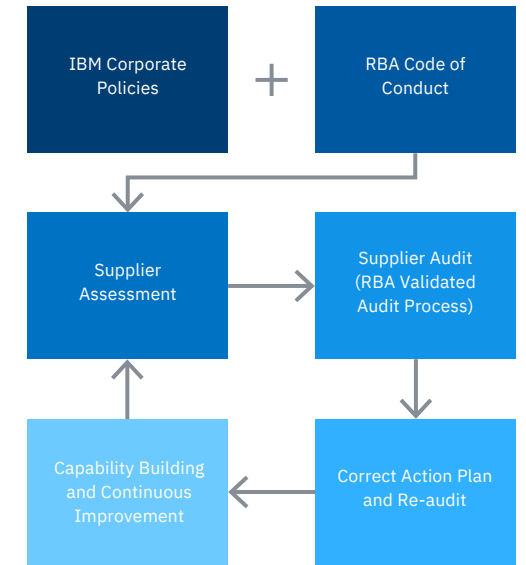 IBM Corporate
Policies
+
RBA Code of
Conduct
Supplier
Assessment
Supplier Audit
(RBA Validated
Audit Process)
Capability Building
and Continuous
Improvement
Correct Action Plan
and Re-audit